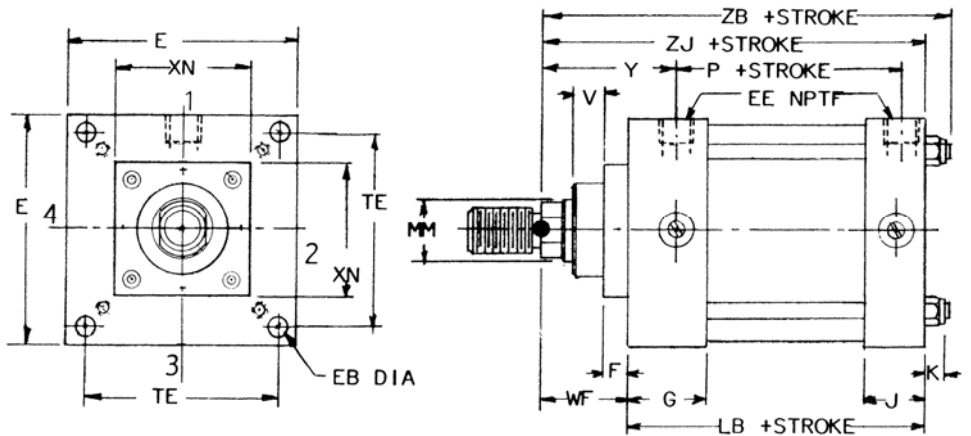 E
XN
1
E
4
TE
2
XN
3
TE
EB DIA
ZB +STROKE
ZJ +STROKE
Y
P +STROKE
V
EE NPTF
MM
F
K
WF
G
J
LB +STROKE